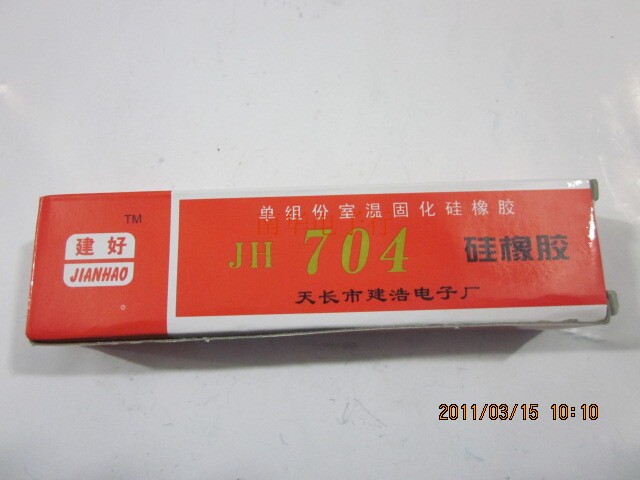 TM
建好
JIANHAO
单组份室温固化硅橡胶
JH 704 硅橡胶
天长市建浩电子厂
2011/03/15 10:10